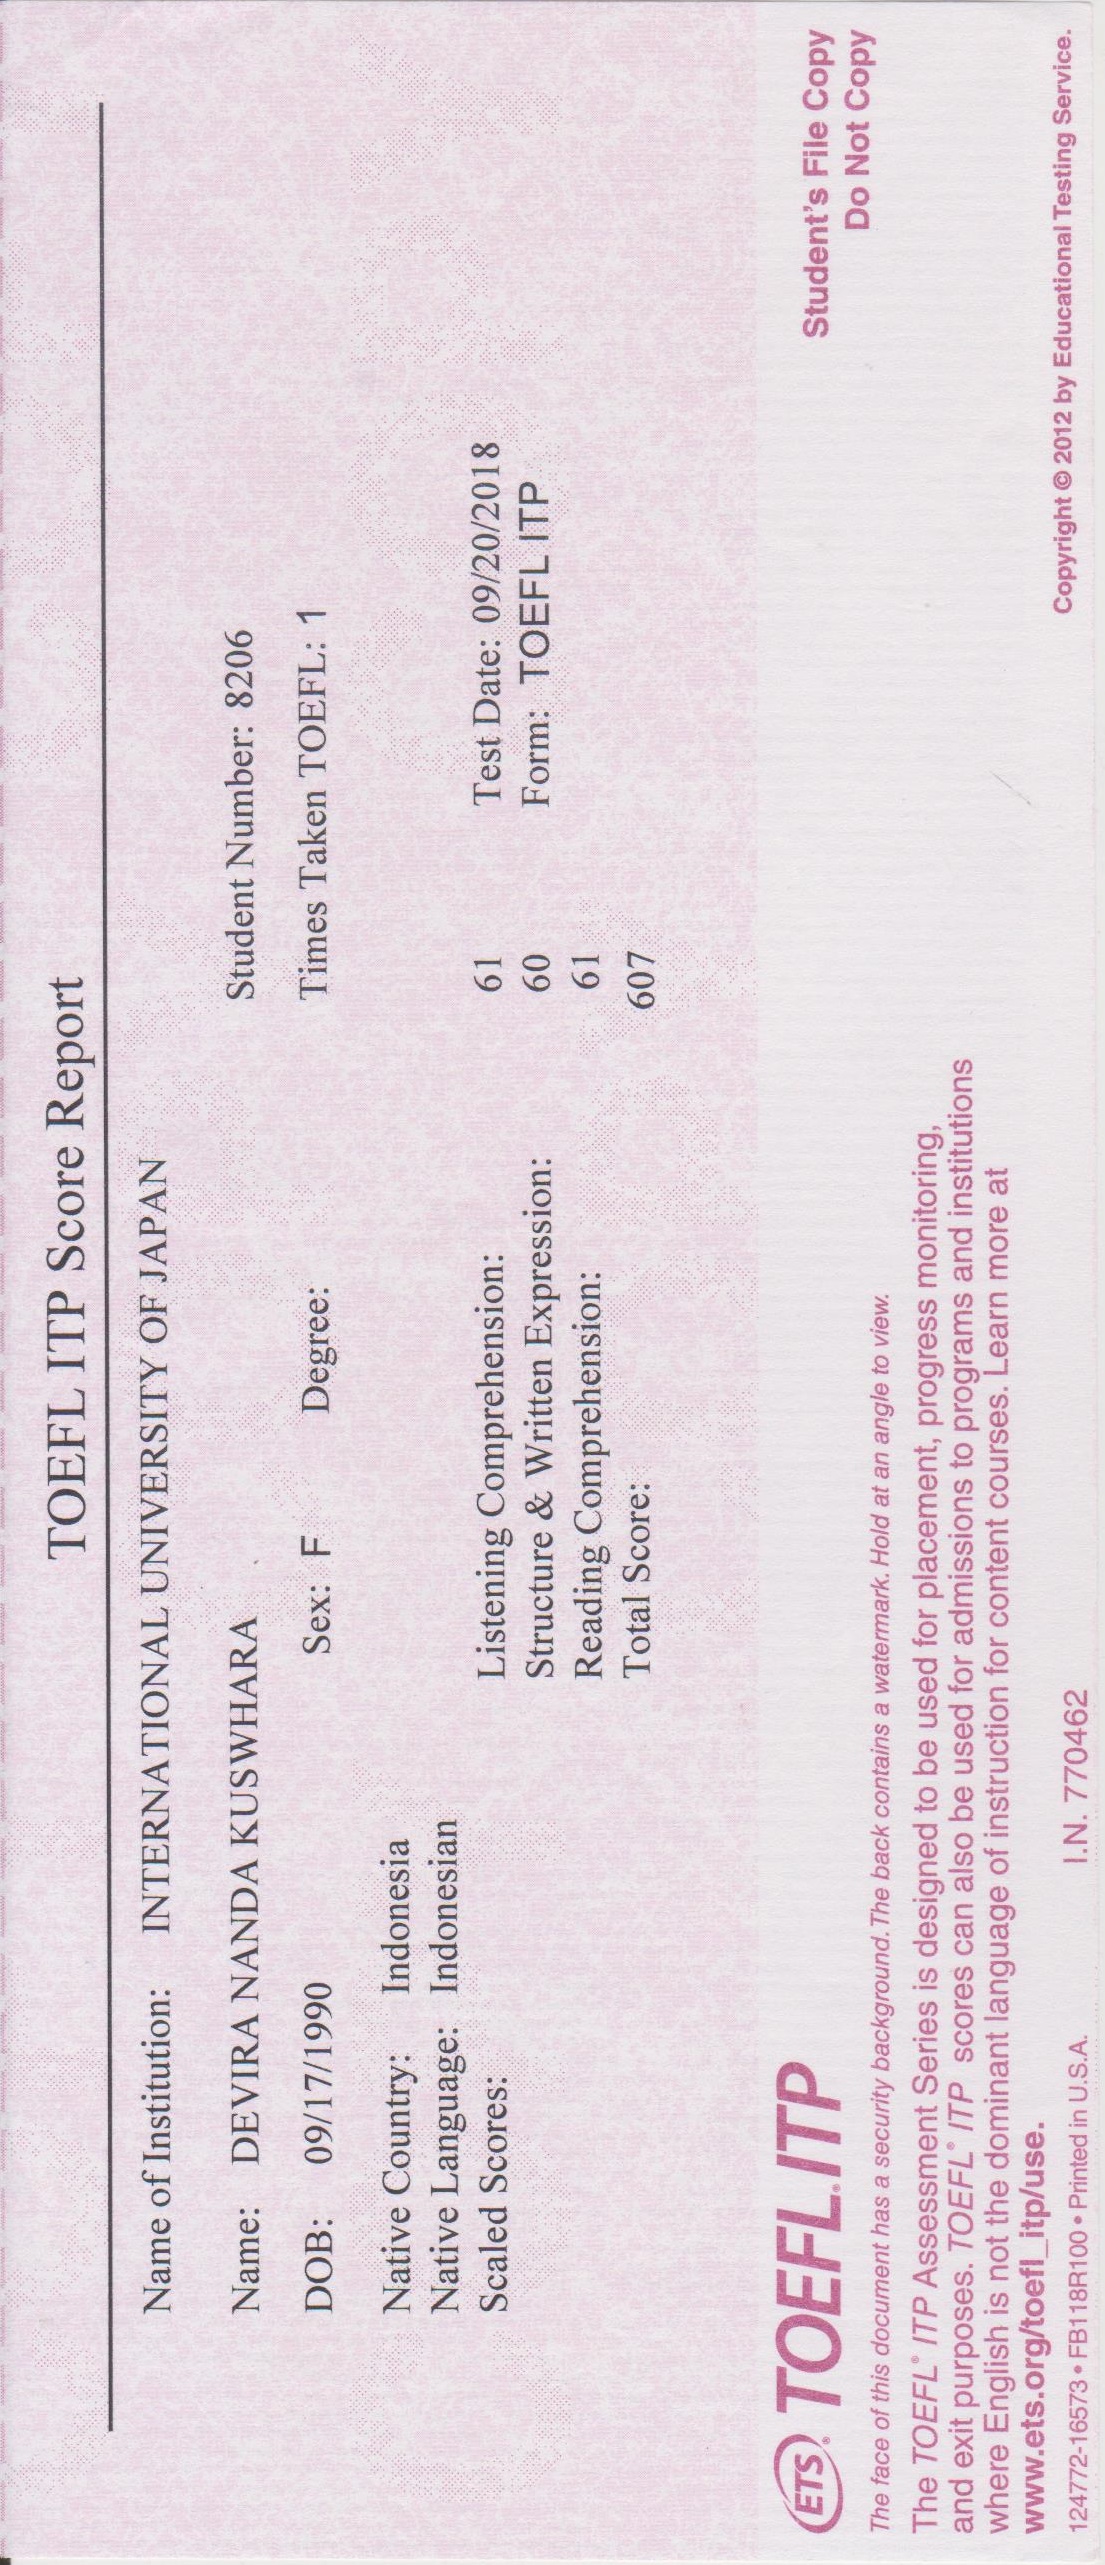 TOEFL ITP Score Report
Name of Institution: INTERNATIONAL UNIVERSITY OF JAPAN
Name: DEVIRA NANDA KUSWHARA Student Number: 8206
DOB: 09/17/1990 Sex: F Degree: Times Taken TOEFL: 1
Native Country: Indonesia
Native Language: Indonesian
Scaled Scores: Listening Comprehension: 61 Test Date: 09/20/2018
Structure & Written Expression: 60 Form: TOEFL ITP
Reading Comprehension: 61
Total Score: 607
ETS® TOEFL®ITP
Student's File Copy
Do Not Copy
The face of this document has a security background. The back contains a watermark. Hold at an angle to view.
The TOEFL® ITP Assessment Series is designed to be used for placement, progress monitoring,
and exit purposes. TOEFL® ITP scores can also be used for admissions to programs and institutions
where English is not the dominant language of instruction for content courses. Learn more at
www.ets.org/toefl_itp/use.
124772-16573 • FB118R100 • Printed in U.S.A. I.N. 770462 Copyright © 2012 by Educational Testing Service.